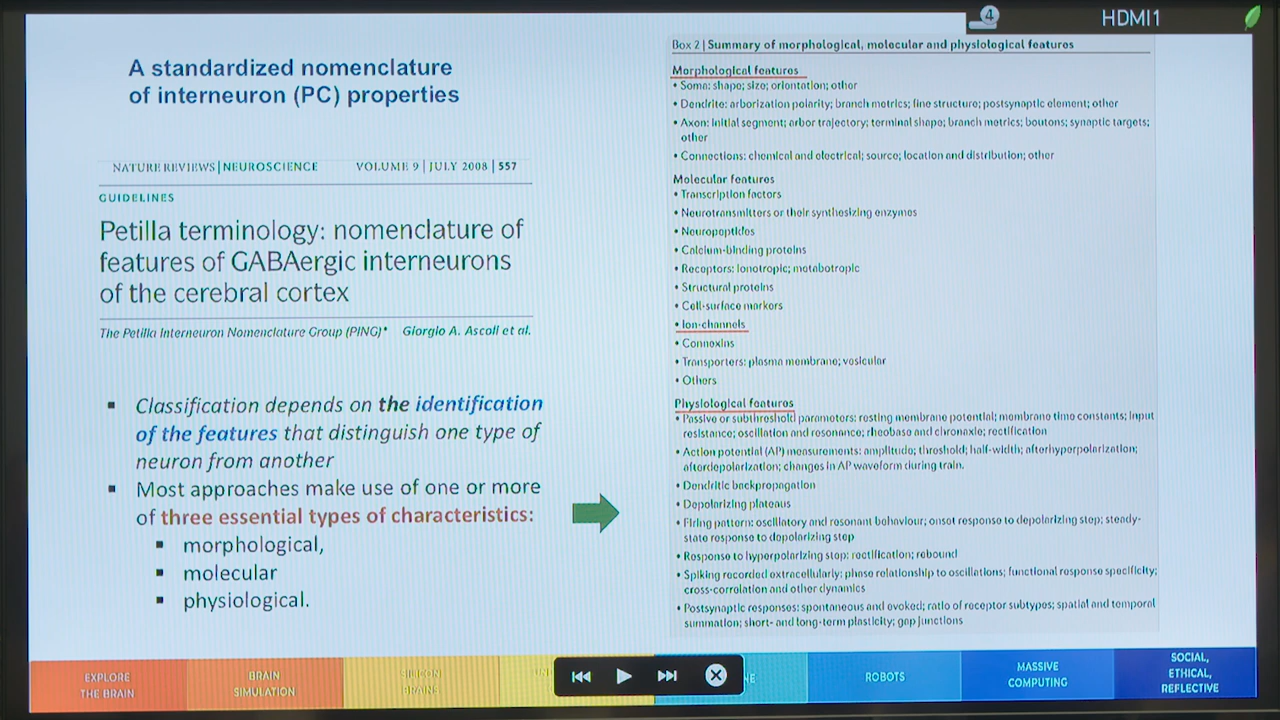 4
HDMI1
A standardized nomenclature
of interneuron (PC) properties
NATURE REVIEWS | NEUROSCIENCE VOLUME 9 | JULY 2008 | 557
GUIDELINES
Petilla terminology: nomenclature of
features of GABAergic interneurons
of the cerebral cortex
The Petilla Interneuron Nomenclature Group (PING)* Giorgio A. Ascoli et al.
▪ Classification depends on the identification
of the features that distinguish one type of
neuron from another
▪ Most approaches make use of one or more
of three essential types of characteristics:
▪ morphological,
▪ molecular
▪ physiological.
Box 2 | Summary of morphological, molecular and physiological features
Morphological features
• Soma: shape; size; orientation; other
• Dendrite: arborization polarity; branch metrics; fine structure; postsynaptic element; other
• Axon: initial segment; arbor trajectory; terminal shape; branch metrics; boutons; synaptic targets;
other
• Connections: chemical and electrical; source; location and distribution; other
Molecular features
• Transcription factors
• Neurotransmitters or their synthesizing enzymes
• Neuropeptides
• Calcium-binding proteins
• Receptors: ionotropic; metabotropic
• Structural proteins
• Cell-surface markers
• Ion-channels
• Connexins
• Transporters: plasma membrane; vesicular
• Others
Physiological features
• Passive or subthreshold parameters: resting membrane potential; membrane time constants; input
resistance; oscillation and resonance; rheobase and chronaxie; rectification
• Action potential (AP) measurements: amplitude; threshold; half-width; afterhyperpolarization;
afterdepolarization; changes in AP waveform during train.
• Dendritic backpropagation
• Depolarizing plateaus
• Firing pattern: oscillatory and resonant behaviour; onset response to depolarizing step; steady-
state response to depolarizing step
• Response to hyperpolarizing step: rectification; rebound
• Spiking recorded extracellularly: phase relationship to oscillations; functional response specificity;
cross-correlation and other dynamics
• Postsynaptic responses: spontaneous and evoked; ratio of receptor subtypes; spatial and temporal
summation; short- and long-term plasticity; gap junctions
EXPLORE
THE BRAIN
BRAIN
SIMULATION
SILICON
BRAINS
ROBOTS
MASSIVE
COMPUTING
SOCIAL,
ETHICAL,
REFLECTIVE